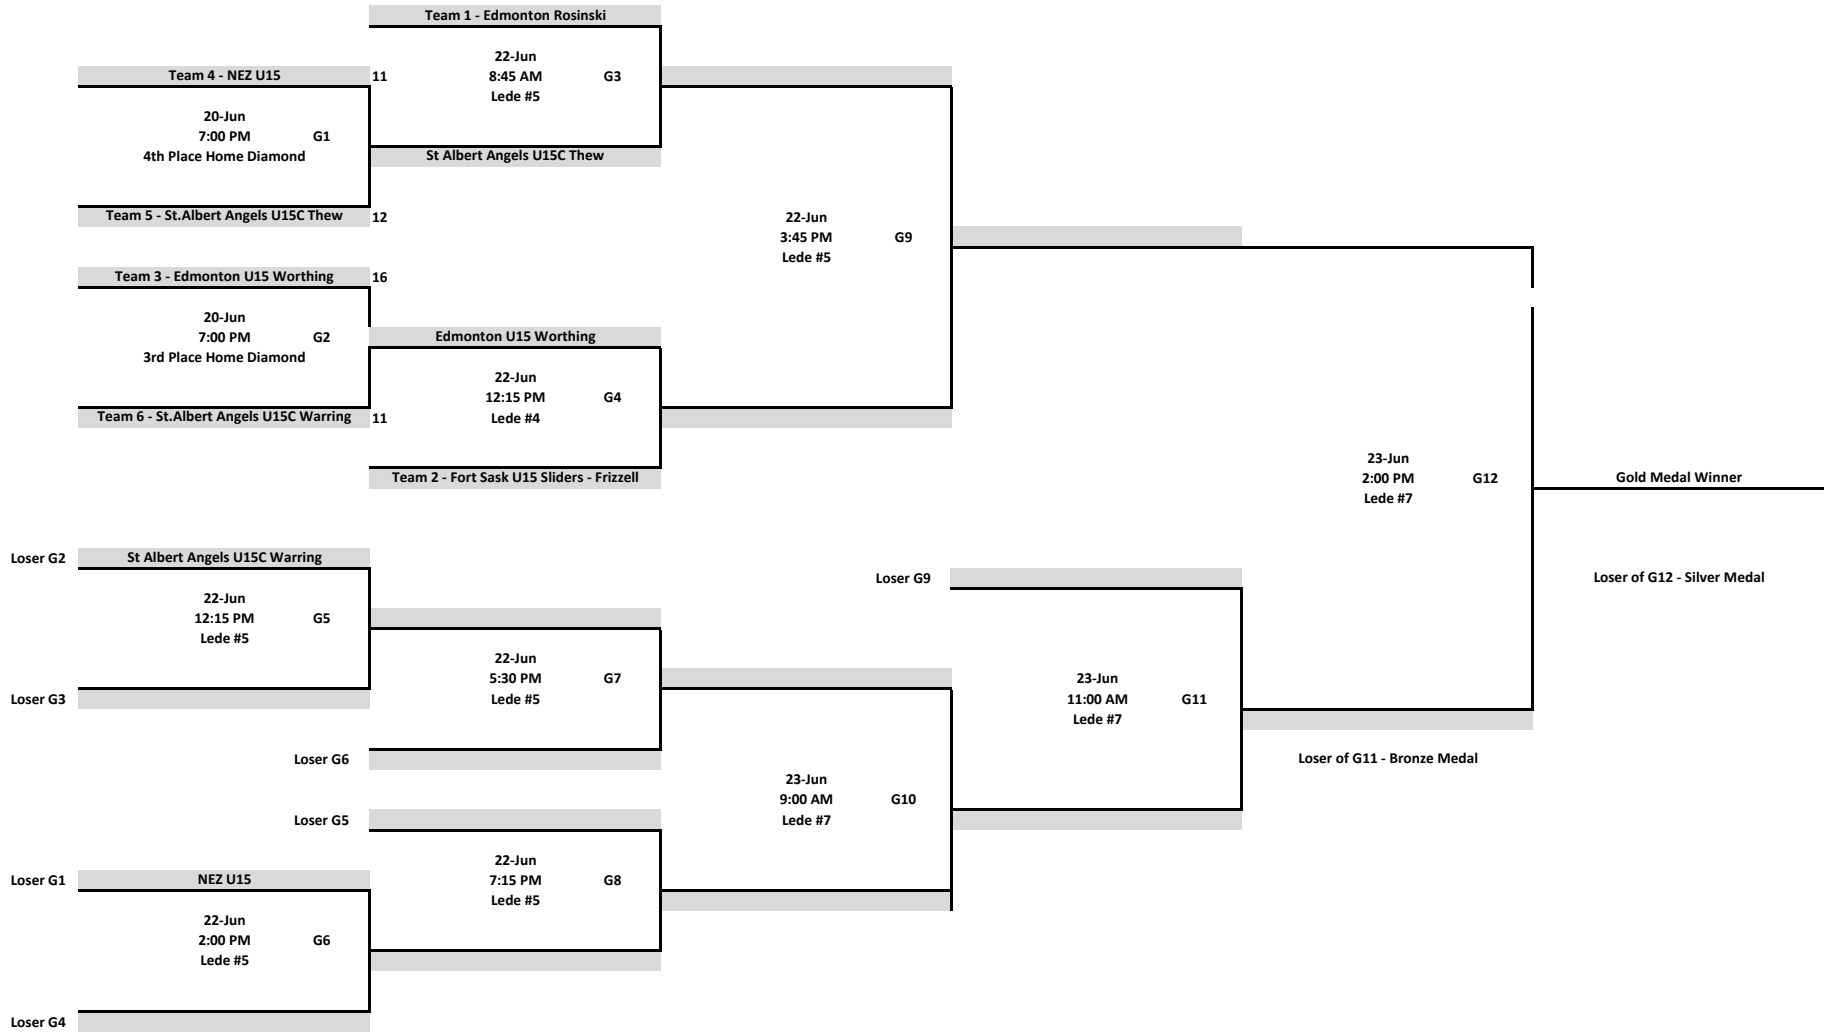 Team 1 - Edmonton Rosinski
22-Jun
8:45 AM
G3
Lede #5
Team 4 - NEZ U15
11
20-Jun
7:00 PM
G1
4th Place Home Diamond
St Albert Angels U15C Thew
Team 5 - St.Albert Angels U15C Thew
12
22-Jun
3:45 PM
G9
Lede #5
Team 3 - Edmonton U15 Worthing
16
20-Jun
7:00 PM
G2
3rd Place Home Diamond
Edmonton U15 Worthing
22-Jun
12:15 PM
G4
Lede #4
Team 6 - St.Albert Angels U15C Warring
11
Team 2 - Fort Sask U15 Sliders - Frizzell
23-Jun
2:00 PM
G12
Lede #7
Gold Medal Winner
Loser G2
St Albert Angels U15C Warring
22-Jun
12:15 PM
G5
Lede #5
Loser G3
Loser G9
Loser of G12 - Silver Medal
22-Jun
5:30 PM
G7
Lede #5
Loser G6
23-Jun
11:00 AM
G11
Lede #7
Loser of G11 - Bronze Medal
23-Jun
9:00 AM
G10
Lede #7
Loser G5
22-Jun
7:15 PM
G8
Lede #5
Loser G1
NEZ U15
22-Jun
2:00 PM
G6
Lede #5
Loser G4